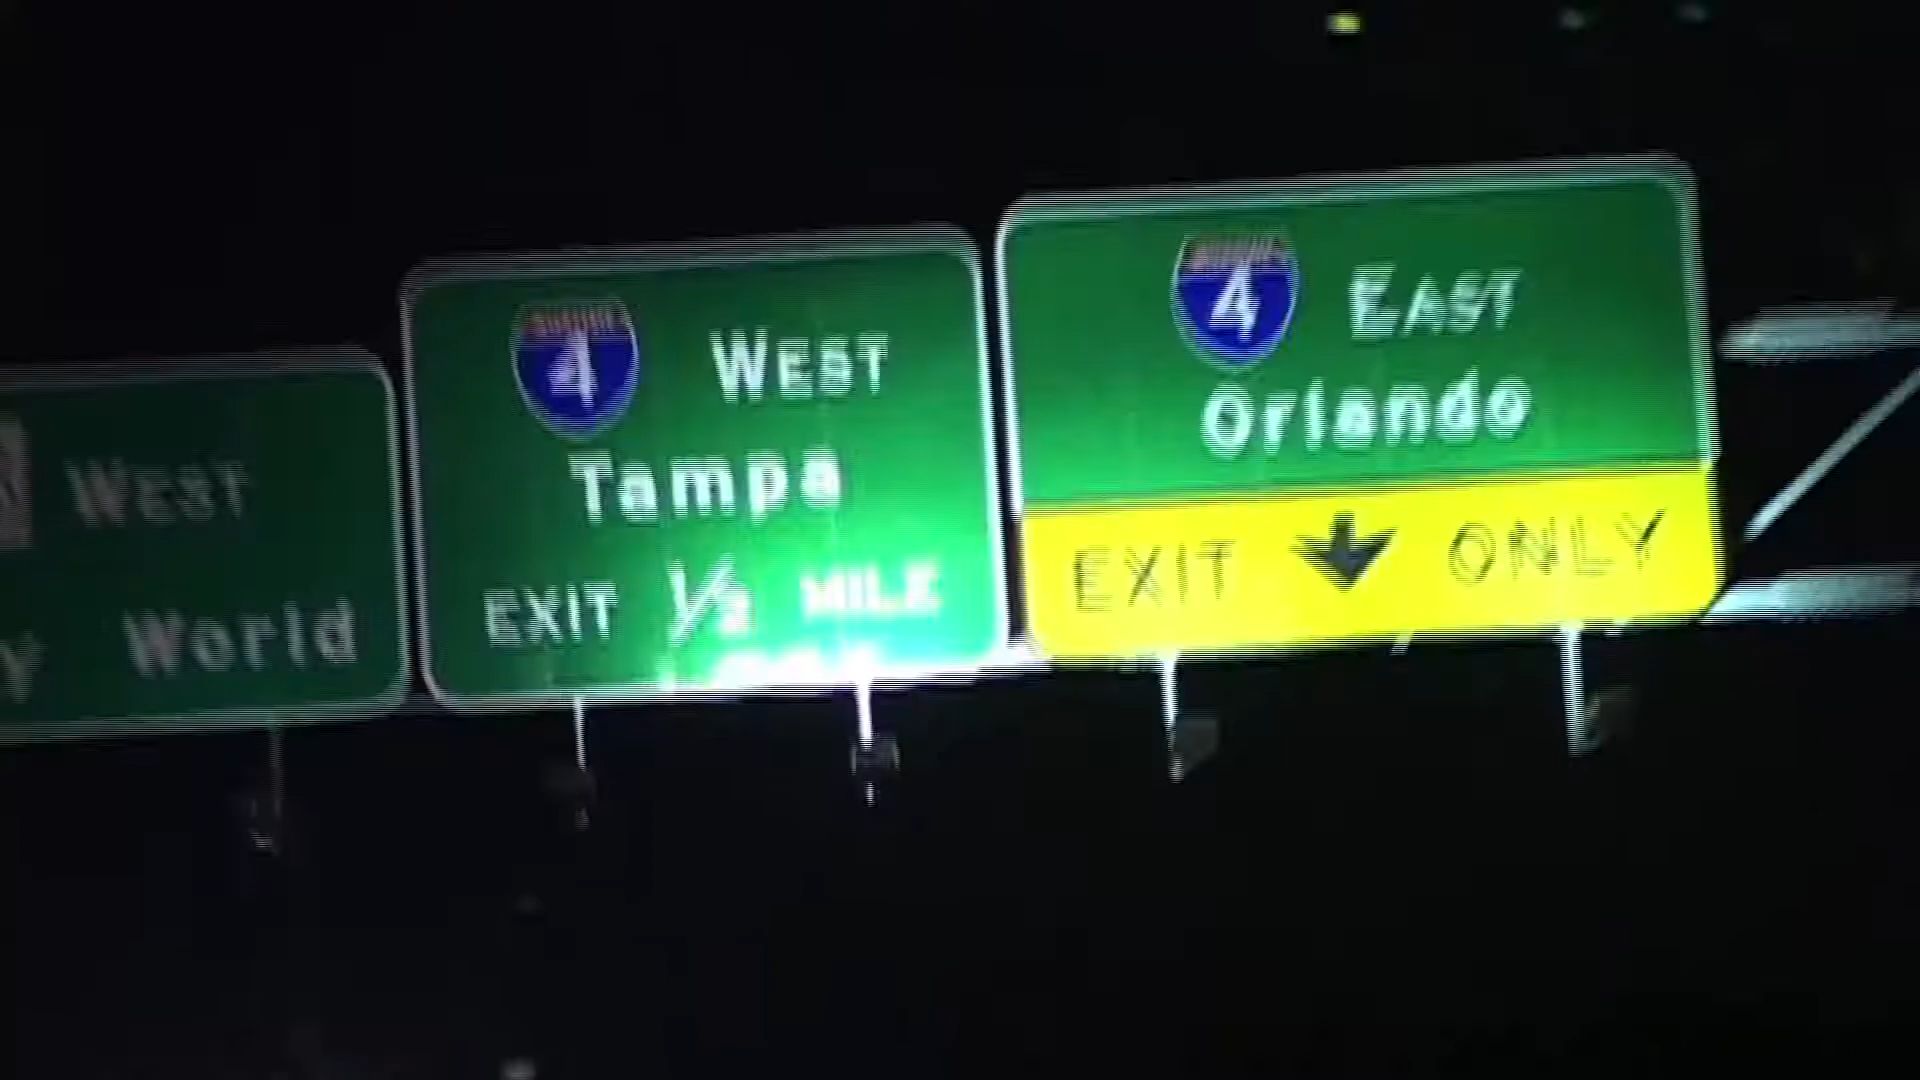 WEST
World
4 WEST
Tampa
EXIT 1/2 MILE
4 EAST
Orlando
EXIT ONLY